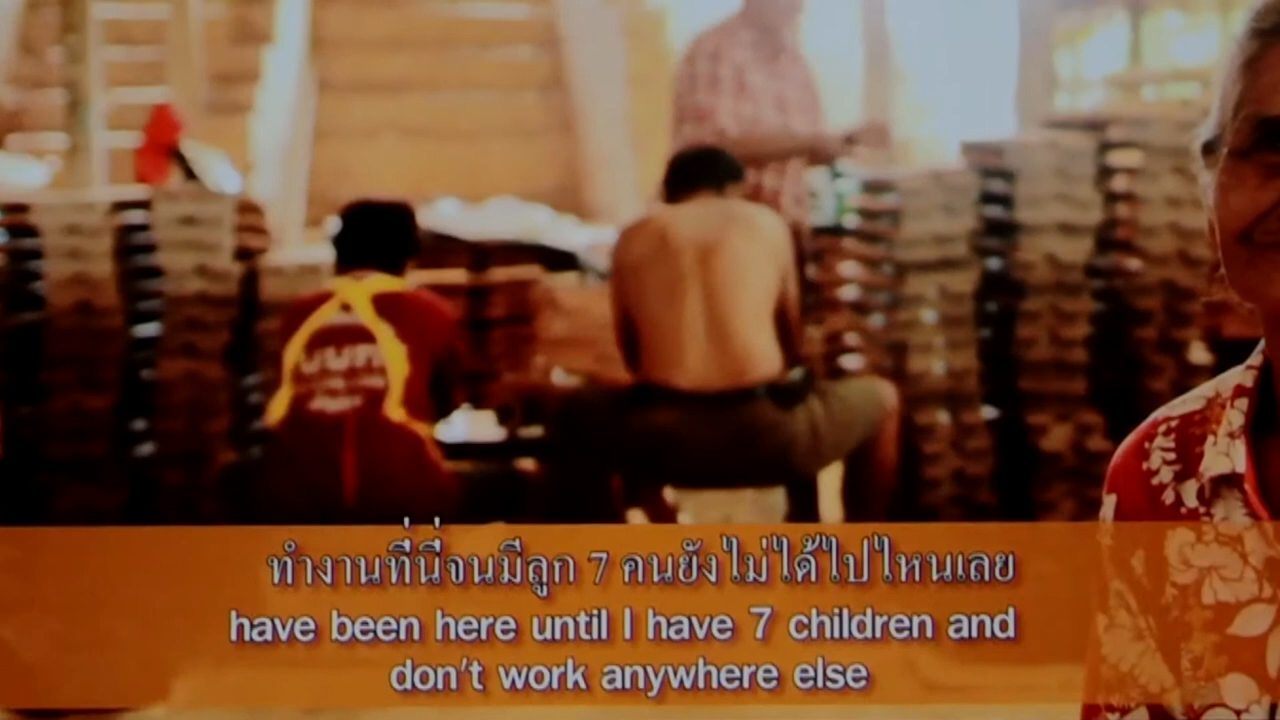 ทำงานที่นี่จนมีลูก 7 คนยังไม่ได้ไปไหนเลย
have been here until I have 7 children and
don't work anywhere else